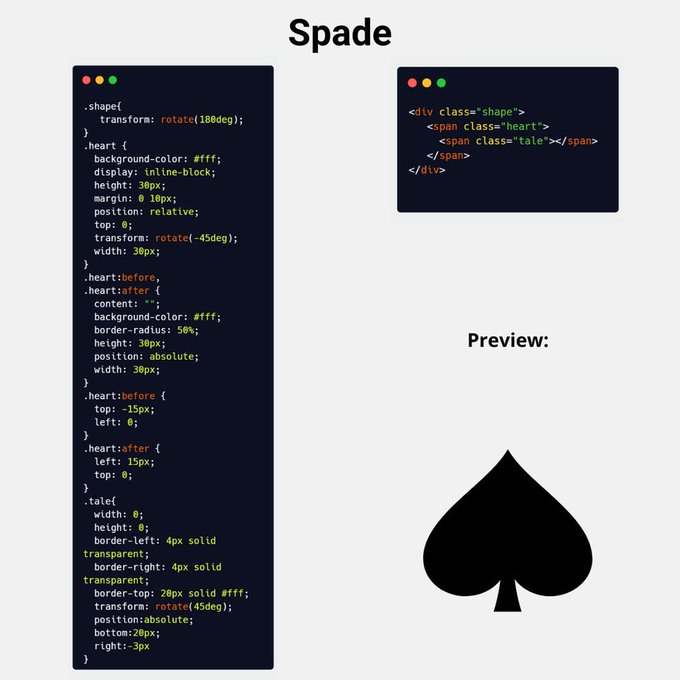 Spade
.shape{
   transform: rotate(180deg);
}
.heart {
  background-color: #fff;
  display: inline-block;
  height: 30px;
  margin: 0 10px;
  position: relative;
  top: 0;
  transform: rotate(-45deg);
  width: 30px;
}
.heart:before,
.heart:after {
  content: "";
  background-color: #fff;
  border-radius: 50%;
  height: 30px;
  position: absolute;
  width: 30px;
}
.heart:before {
  top: -15px;
  left: 0;
}
.heart:after {
  left: 15px;
  top: 0;
}
.tale{
  width: 0;
  height: 0;
  border-left: 4px solid
transparent;
  border-right: 4px solid
transparent;
  border-top: 20px solid #fff;
  transform: rotate(45deg);
  position:absolute;
  bottom:20px;
  right:-3px
}
<div class="shape">
   <span class="heart">
     <span class="tale"></span>
   </span>
</div>
Preview: